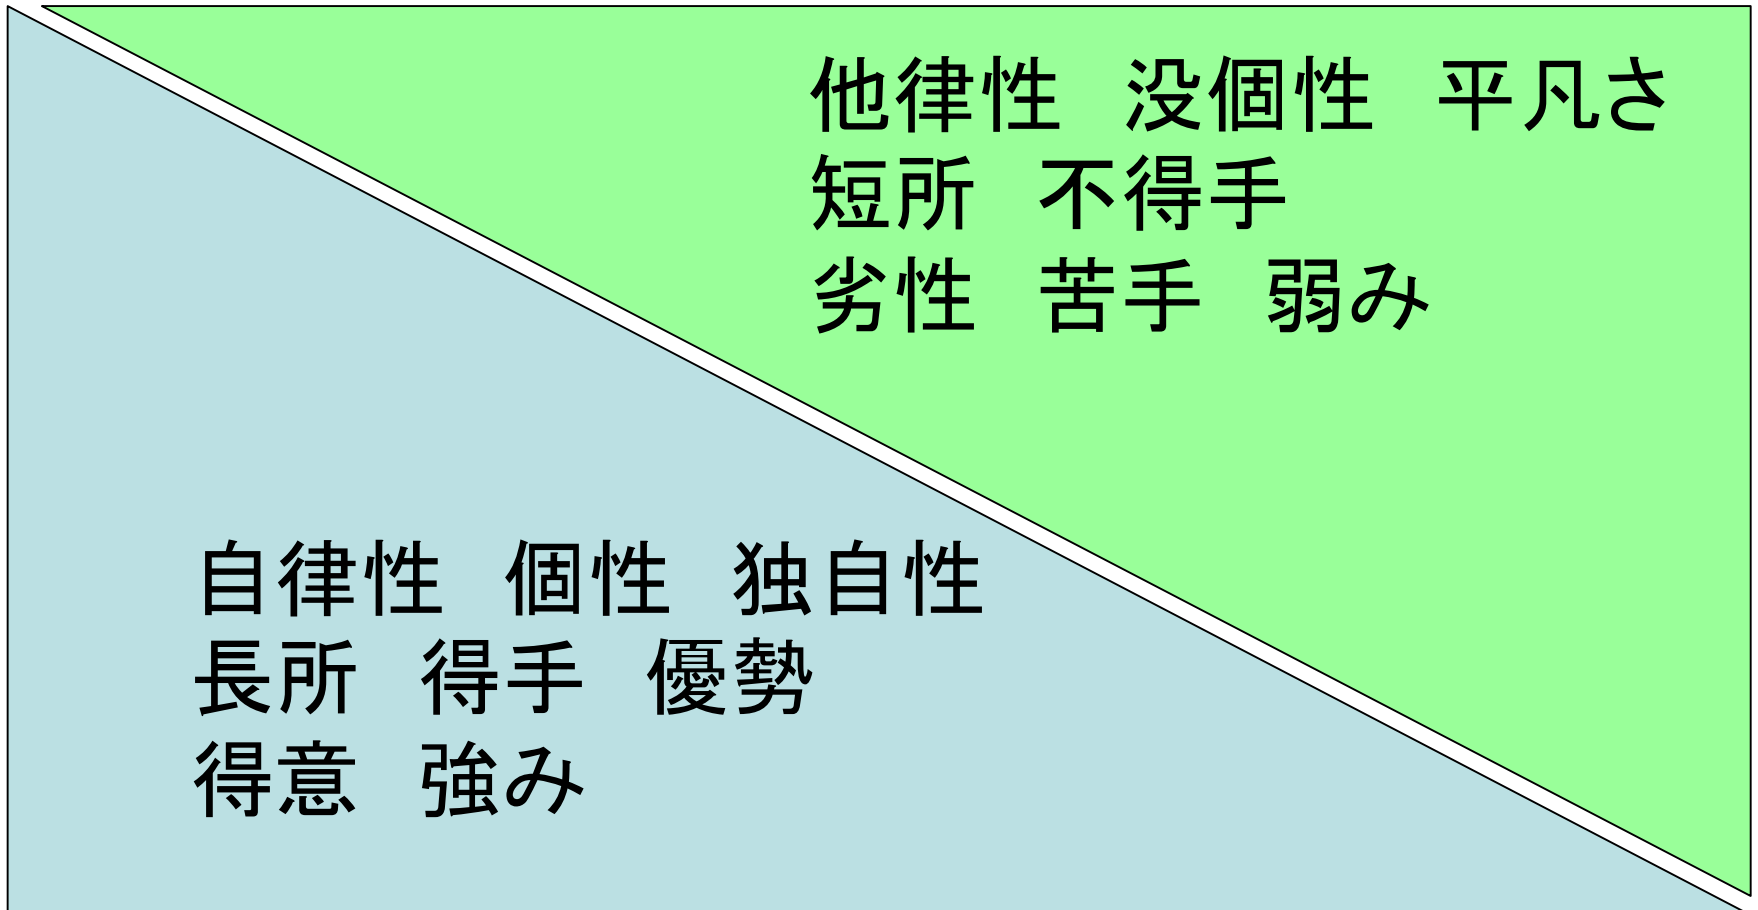 他律性　没個性　平凡さ
短所　不得手
劣性　苦手　弱み
自律性　個性　独自性
長所　得手　優勢
得意　強み